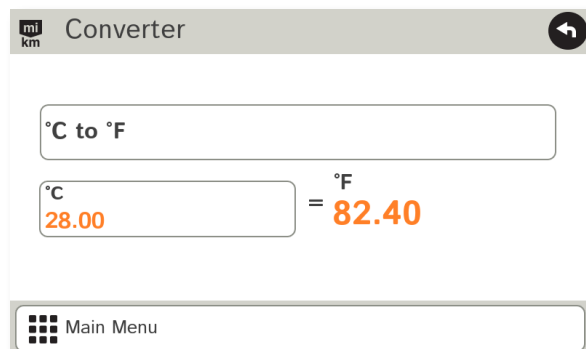 mi
km
Converter
°C to °F
°C
28.00
=
°F
82.40
Main Menu